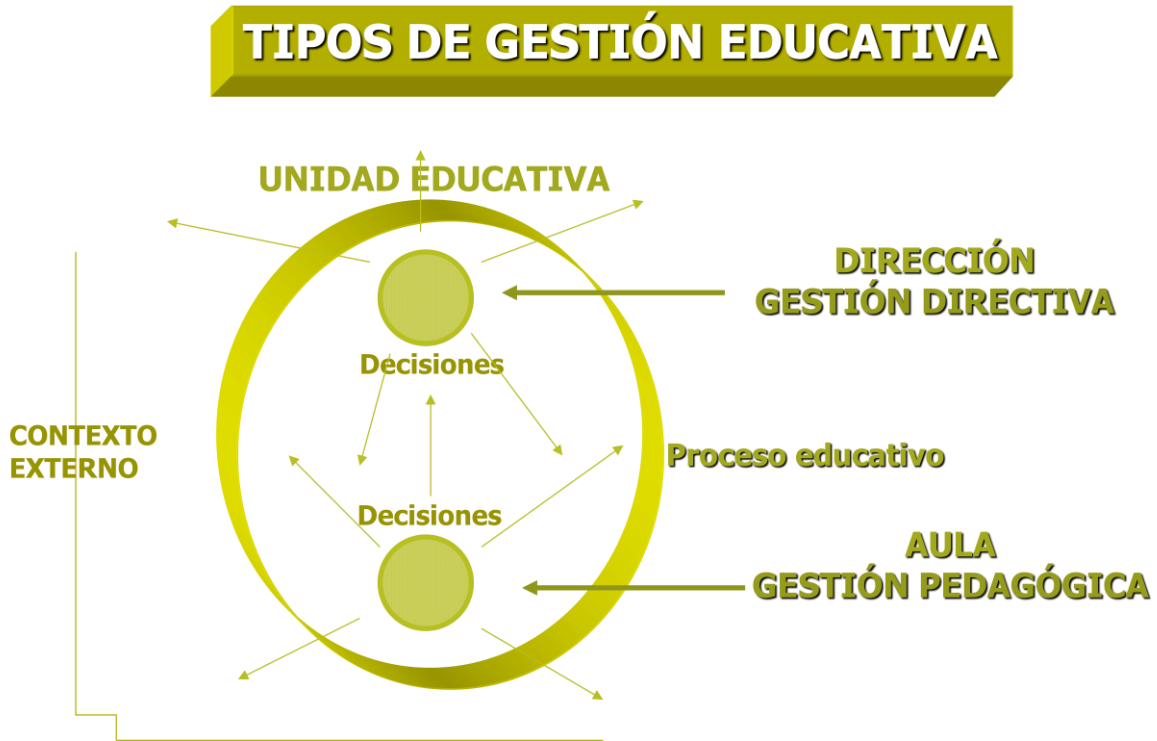 TIPOS DE GESTIÓN EDUCATIVA
UNIDAD EDUCATIVA
DIRECCIÓN
GESTIÓN DIRECTIVA
Decisiones
CONTEXTO
EXTERNO
Proceso educativo
Decisiones
AULA
GESTIÓN PEDAGÓGICA